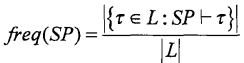 freq(SP) = |{τ ∈ L : SP ⊢ τ}| / |L|